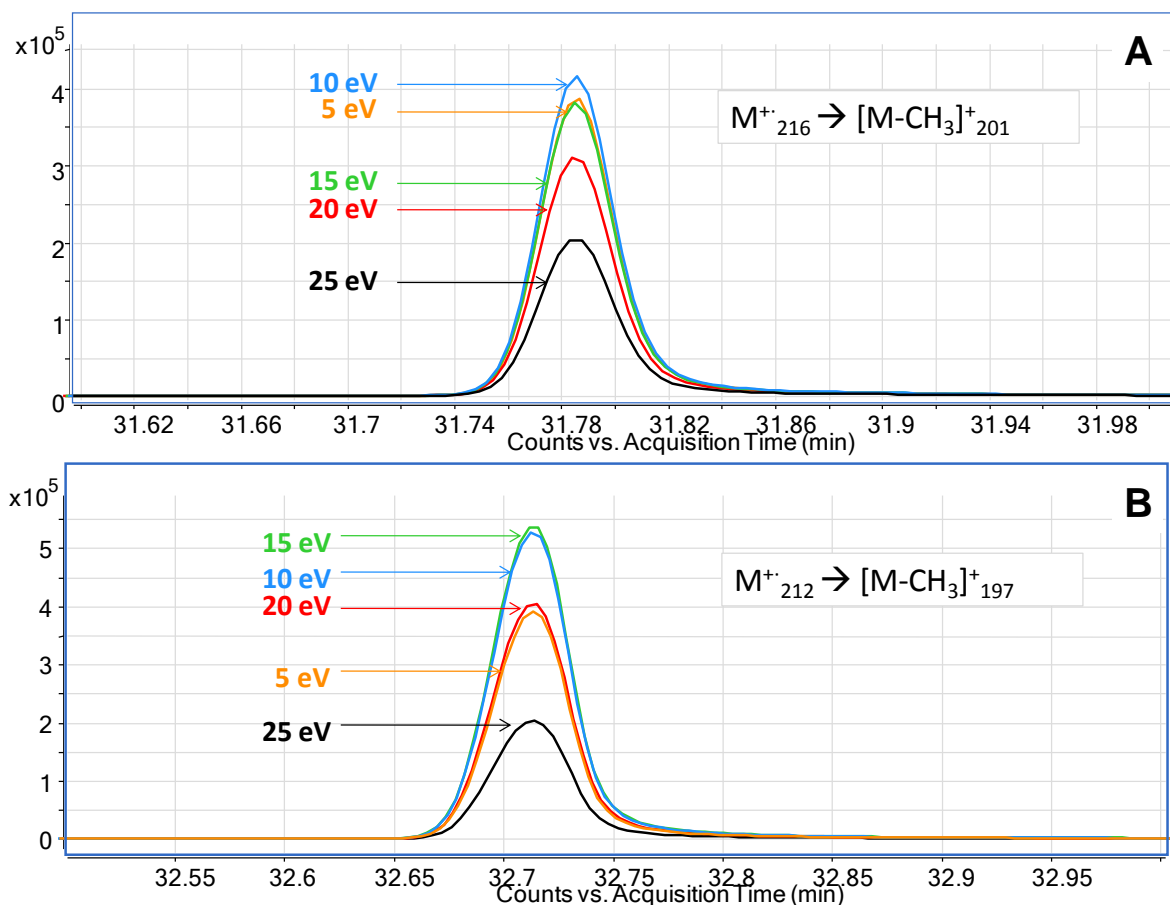 x10⁵
A
10 eV
5 eV
M⁺·₂₁₆ → [M-CH₃]⁺₂₀₁
4
3
15 eV
20 eV
2
25 eV
1
0
31.62 31.66 31.7 31.74 31.78 31.82 31.86 31.9 31.94 31.98
Counts vs. Acquisition Time (min)
x10⁵
B
15 eV
5
10 eV
M⁺·₂₁₂ → [M-CH₃]⁺₁₉₇
20 eV
4
3
5 eV
2
25 eV
1
0
32.55 32.6 32.65 32.7 32.75 32.8 32.85 32.9 32.95
Counts vs. Acquisition Time (min)